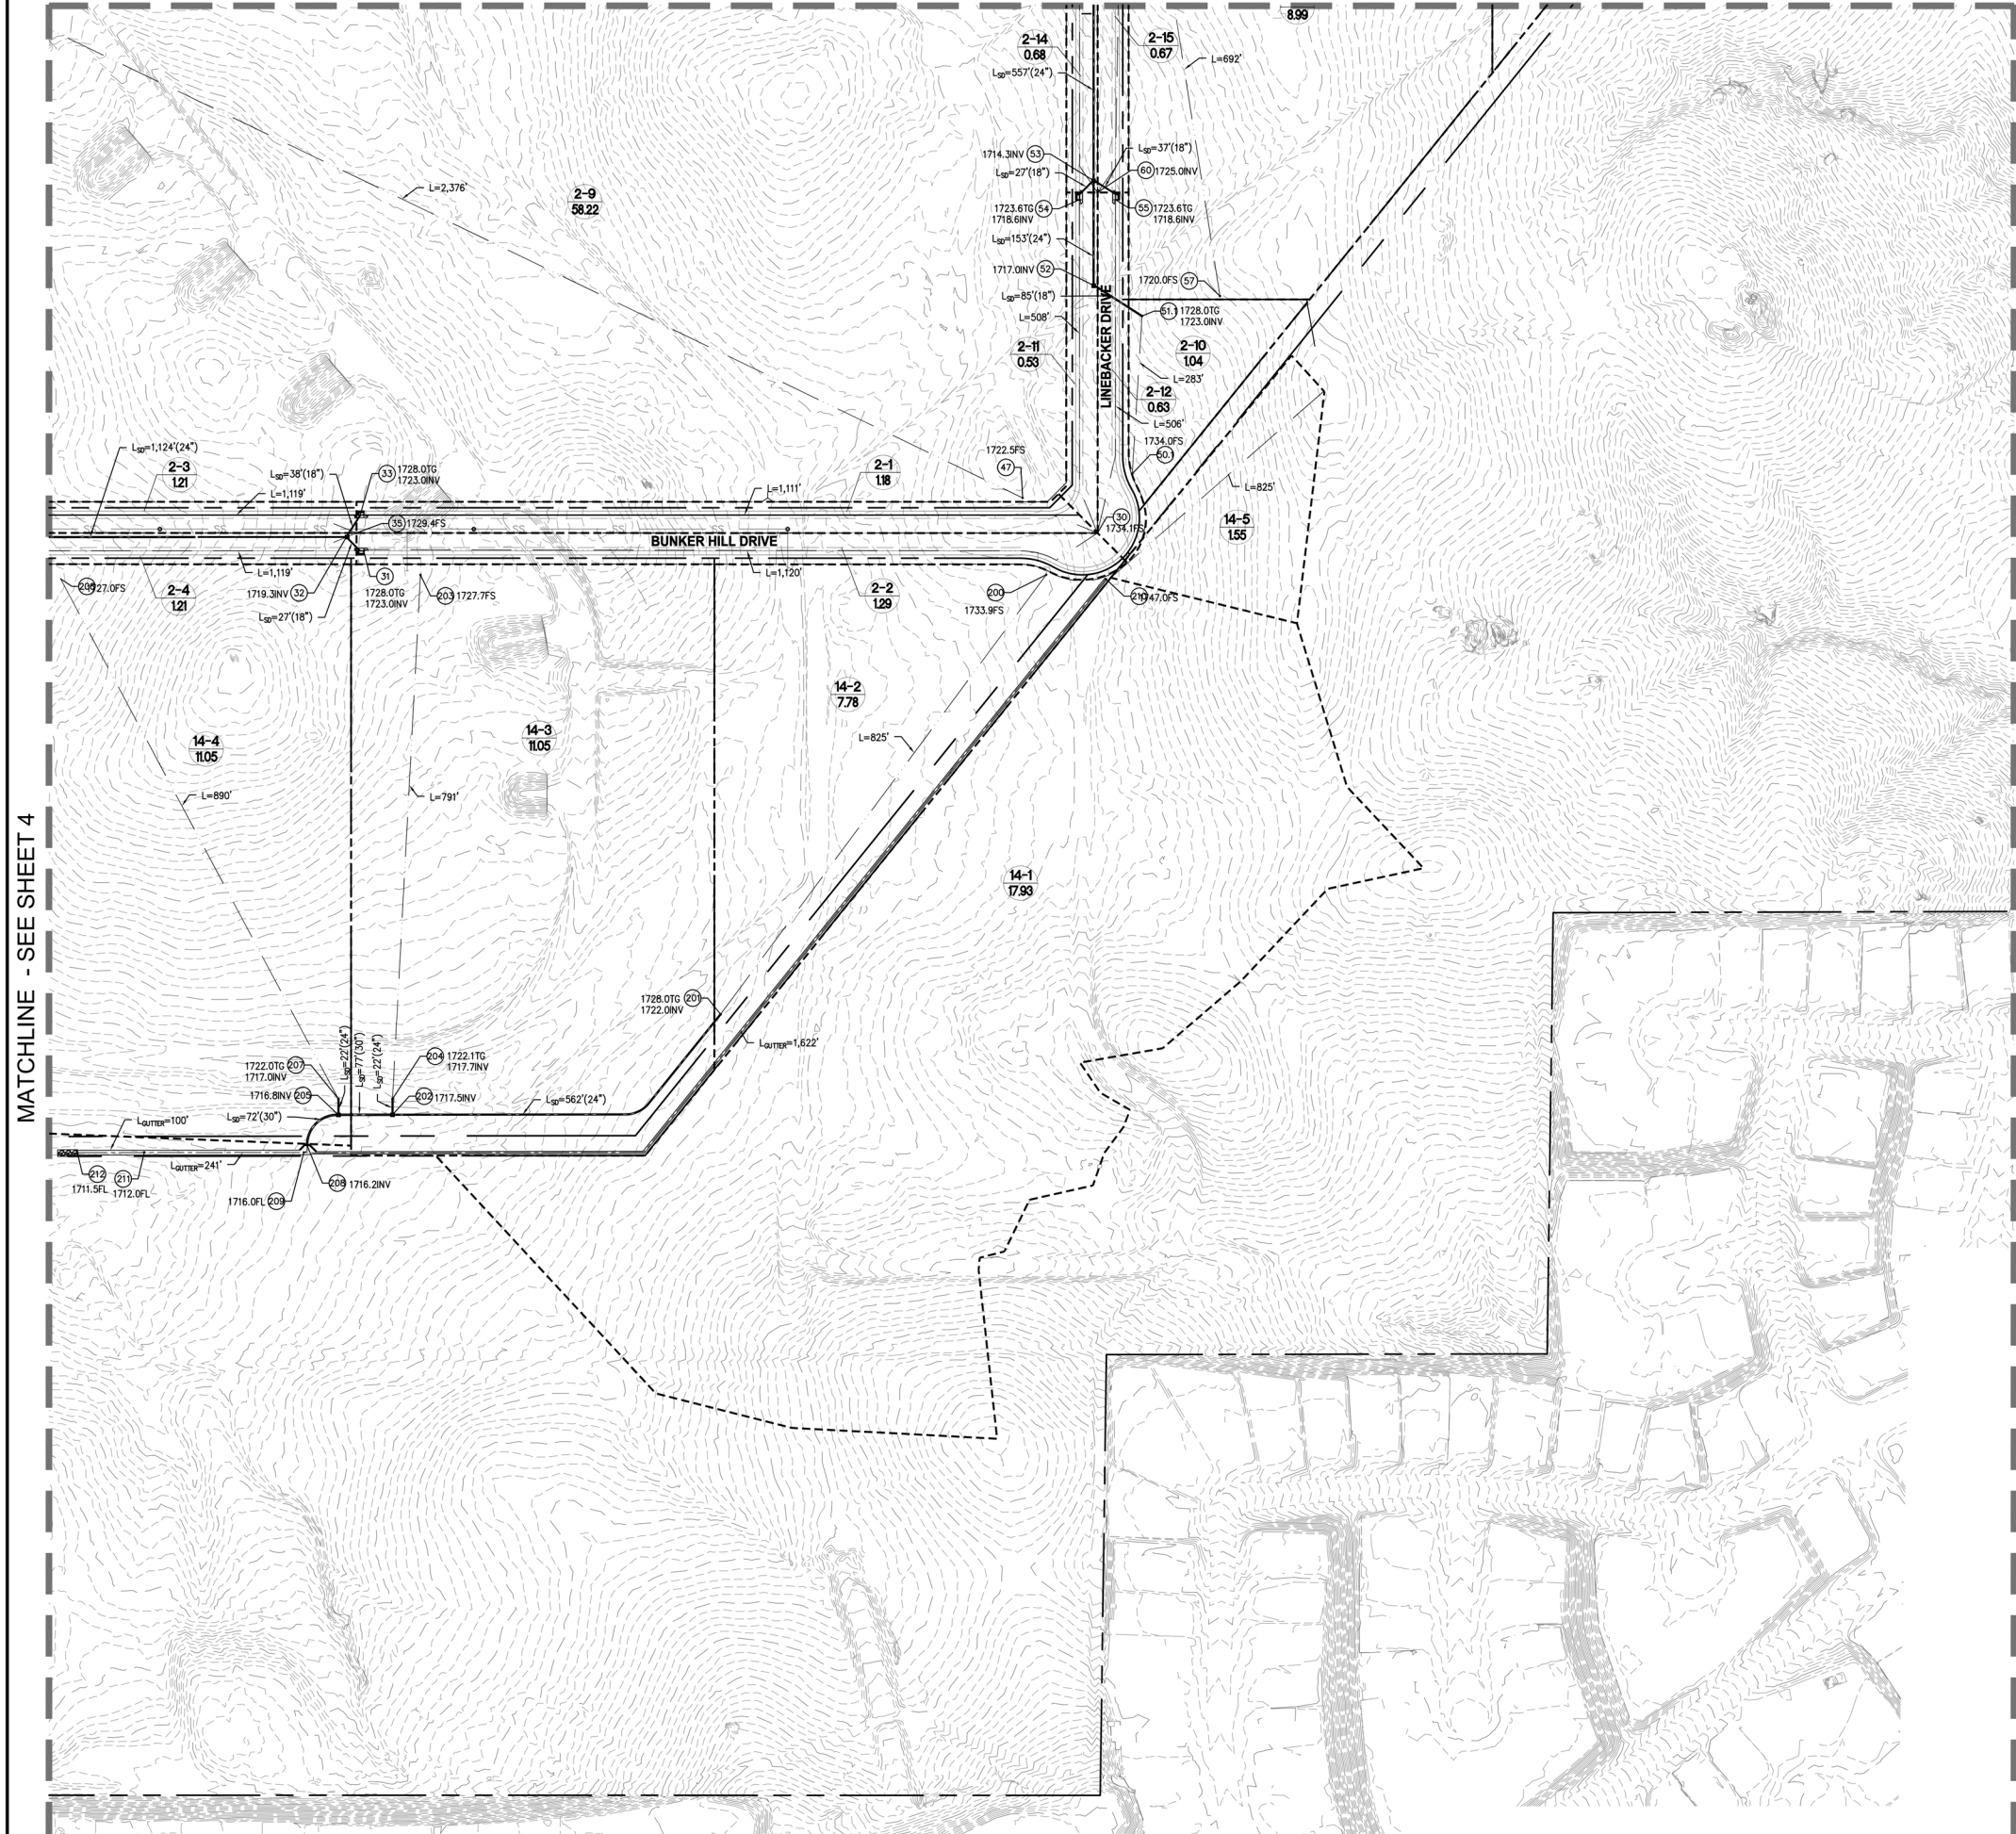 8.99
2-14
0.68
2-15
0.67
L=692'
LSD=557'(24")
1714.3INV 53
LSD=37'(18")
LSD=27'(18")
60 1725.0INV
1723.6TG 54
1718.6INV
55 1723.6TG
1718.6INV
LSD=153'(24")
1717.0INV 52
1720.0FS 57
LSD=85'(18")
51.1 1728.0TG
1723.0INV
L=508'
LINEBACKER DRIVE
2-11
0.53
2-10
1.04
L=283'
2-12
0.63
L=506'
1734.0FS
50.1
L=2,376'
2-9
58.22
LSD=1,124'(24")
2-3
1.21
LSD=38'(18")
33 1728.0TG
1723.0INV
L=1,119'
L=1,111'
2-1
1.18
1722.5FS
47
L=825'
14-5
1.55
35 1729.4FS
SS SS SS SS SS
BUNKER HILL DRIVE
30
1734.1FS
L=1,119'
L=1,120'
31
1728.0TG
1723.0INV
1727.0FS
2-4
1.21
1719.3INV 32
LSD=27'(18")
203 1727.7FS
2-2
1.29
200
1733.9FS
210
1747.0FS
14-2
7.78
14-4
11.05
14-3
11.05
L=825'
L=890'
L=791'
MATCHLINE - SEE SHEET 4
14-1
17.93
1728.0TG 201
1722.0INV
LGUTTER=1,622'
LSD=22'(24")
LSD=77'(30")
LSD=22'(24")
1722.0TG 207
1717.0INV
204 1722.1TG
1717.7INV
1716.8INV 205
202 1717.5INV
LSD=562'(24")
LSD=72'(30")
LGUTTER=100'
LGUTTER=241'
212
1711.5FL
211
1712.0FL
208 1716.2INV
1716.0FL 209